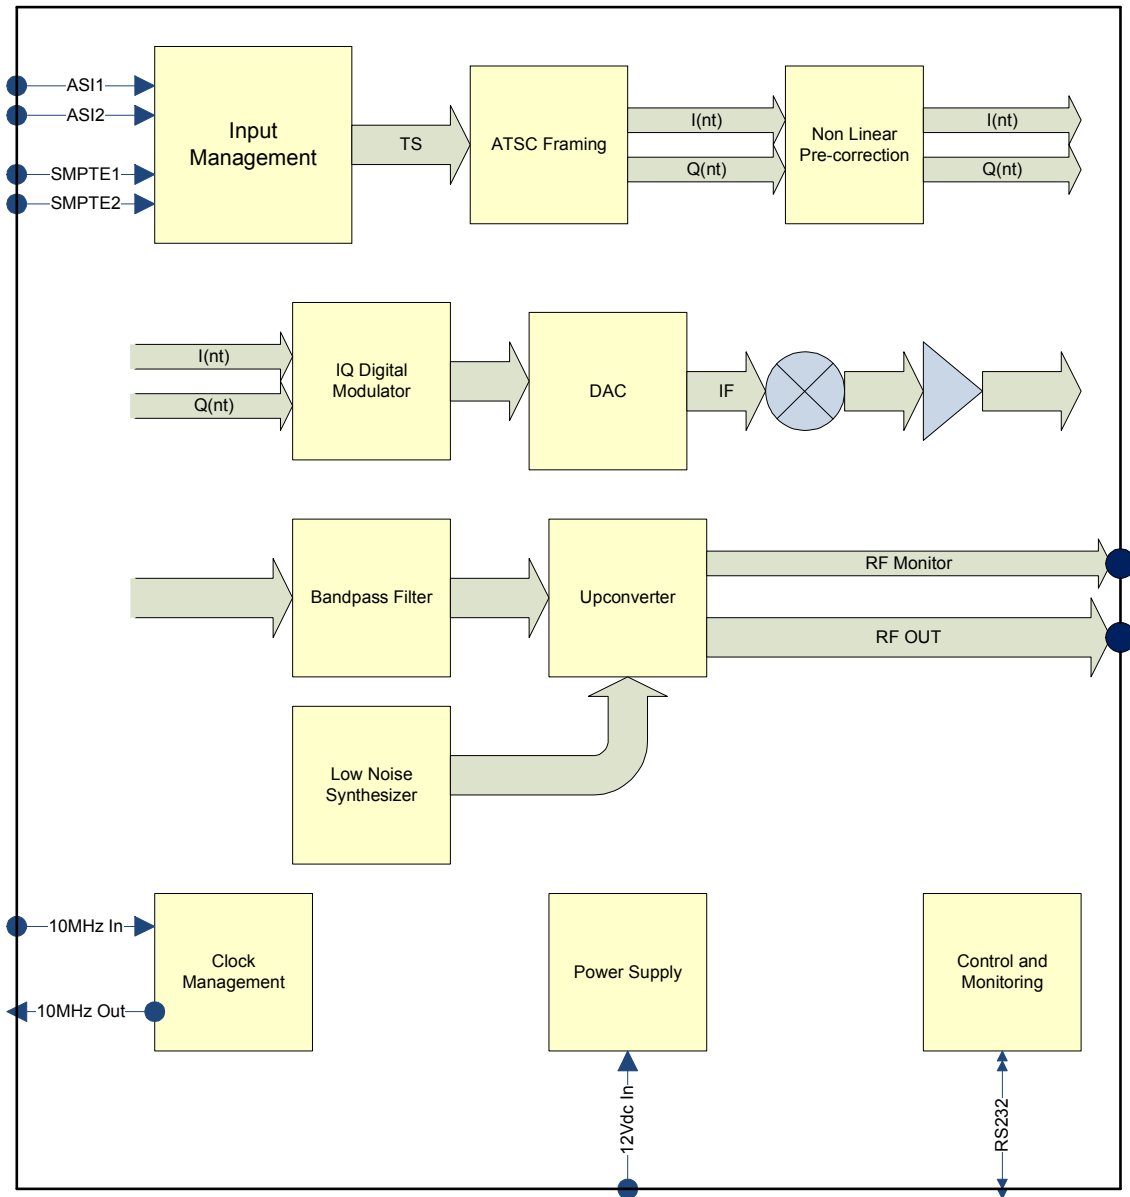 ASI1
ASI2
SMPTE1
SMPTE2
Input
Management
TS
ATSC Framing
I(nt)
Q(nt)
Non Linear
Pre-correction
I(nt)
Q(nt)
I(nt)
Q(nt)
IQ Digital
Modulator
DAC
IF
Bandpass Filter
Upconverter
RF Monitor
RF OUT
Low Noise
Synthesizer
10MHz In
10MHz Out
Clock
Management
Power Supply
12Vdc In
Control and
Monitoring
RS232